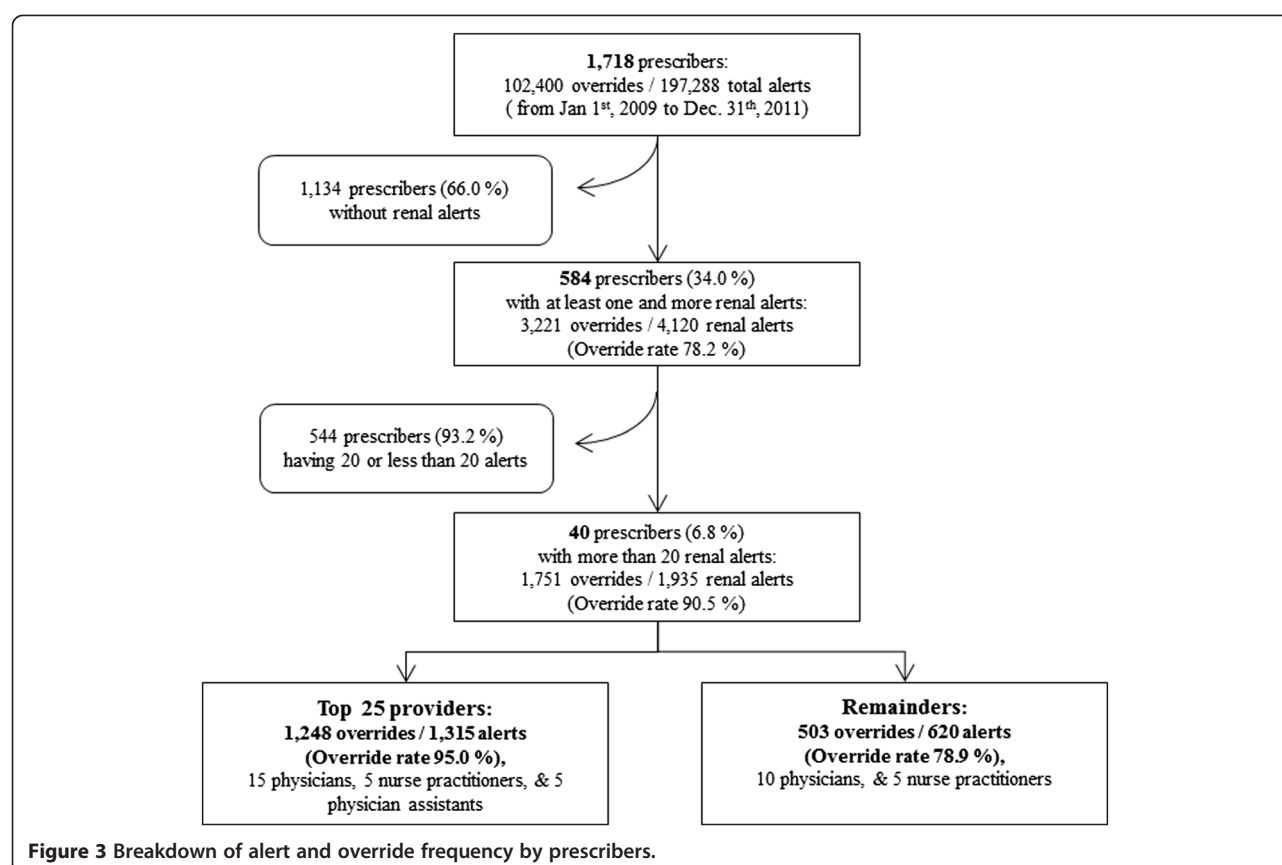 1,718 prescribers:
102,400 overrides / 197,288 total alerts
( from Jan 1st, 2009 to Dec. 31th, 2011)
1,134 prescribers (66.0 %)
without renal alerts
584 prescribers (34.0 %)
with at least one and more renal alerts:
3,221 overrides / 4,120 renal alerts
(Override rate 78.2 %)
544 prescribers (93.2 %)
having 20 or less than 20 alerts
40 prescribers (6.8 %)
with more than 20 renal alerts:
1,751 overrides / 1,935 renal alerts
(Override rate 90.5 %)
Top 25 providers:
1,248 overrides / 1,315 alerts
(Override rate 95.0 %),
15 physicians, 5 nurse practitioners, & 5
physician assistants
Remainders:
503 overrides / 620 alerts
(Override rate 78.9 %),
10 physicians, & 5 nurse practitioners
Figure 3 Breakdown of alert and override frequency by prescribers.